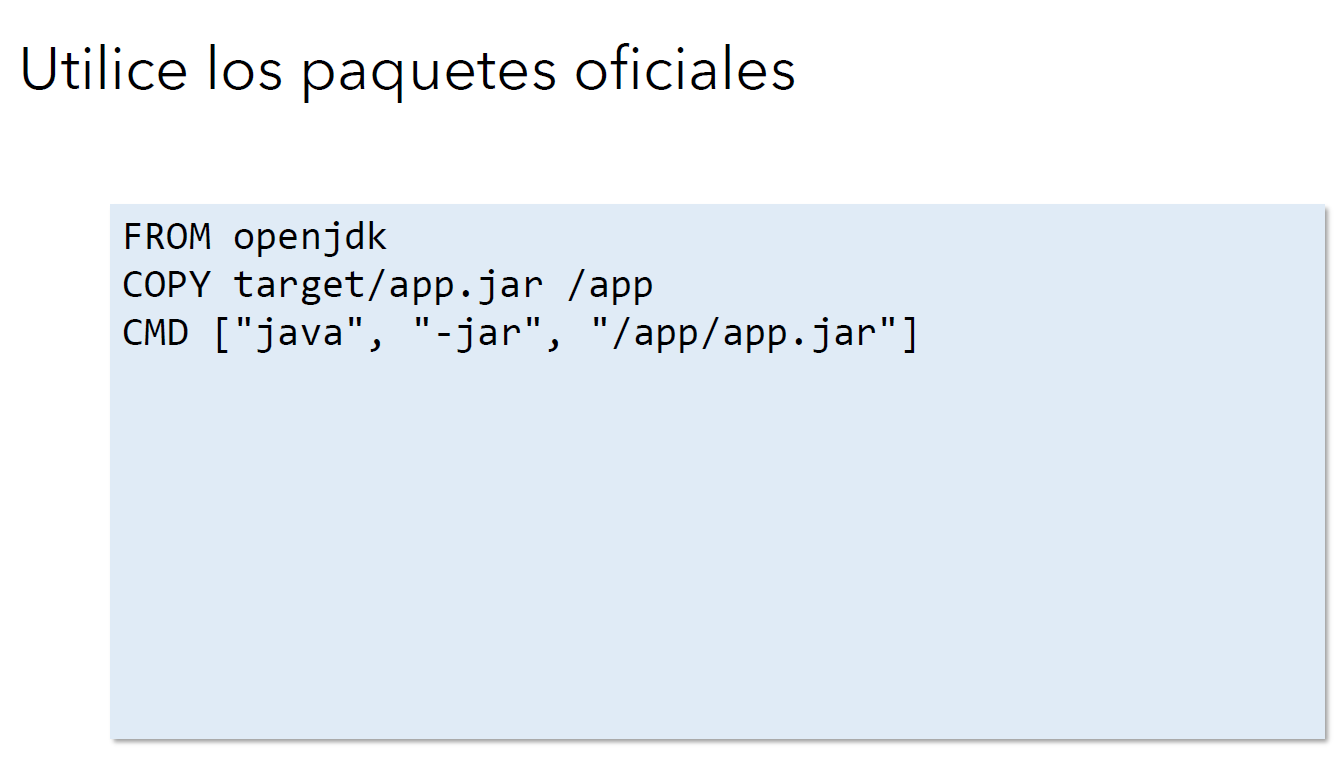 Utilice los paquetes oficiales
FROM openjdk
COPY target/app.jar /app
CMD ["java", "-jar", "/app/app.jar"]